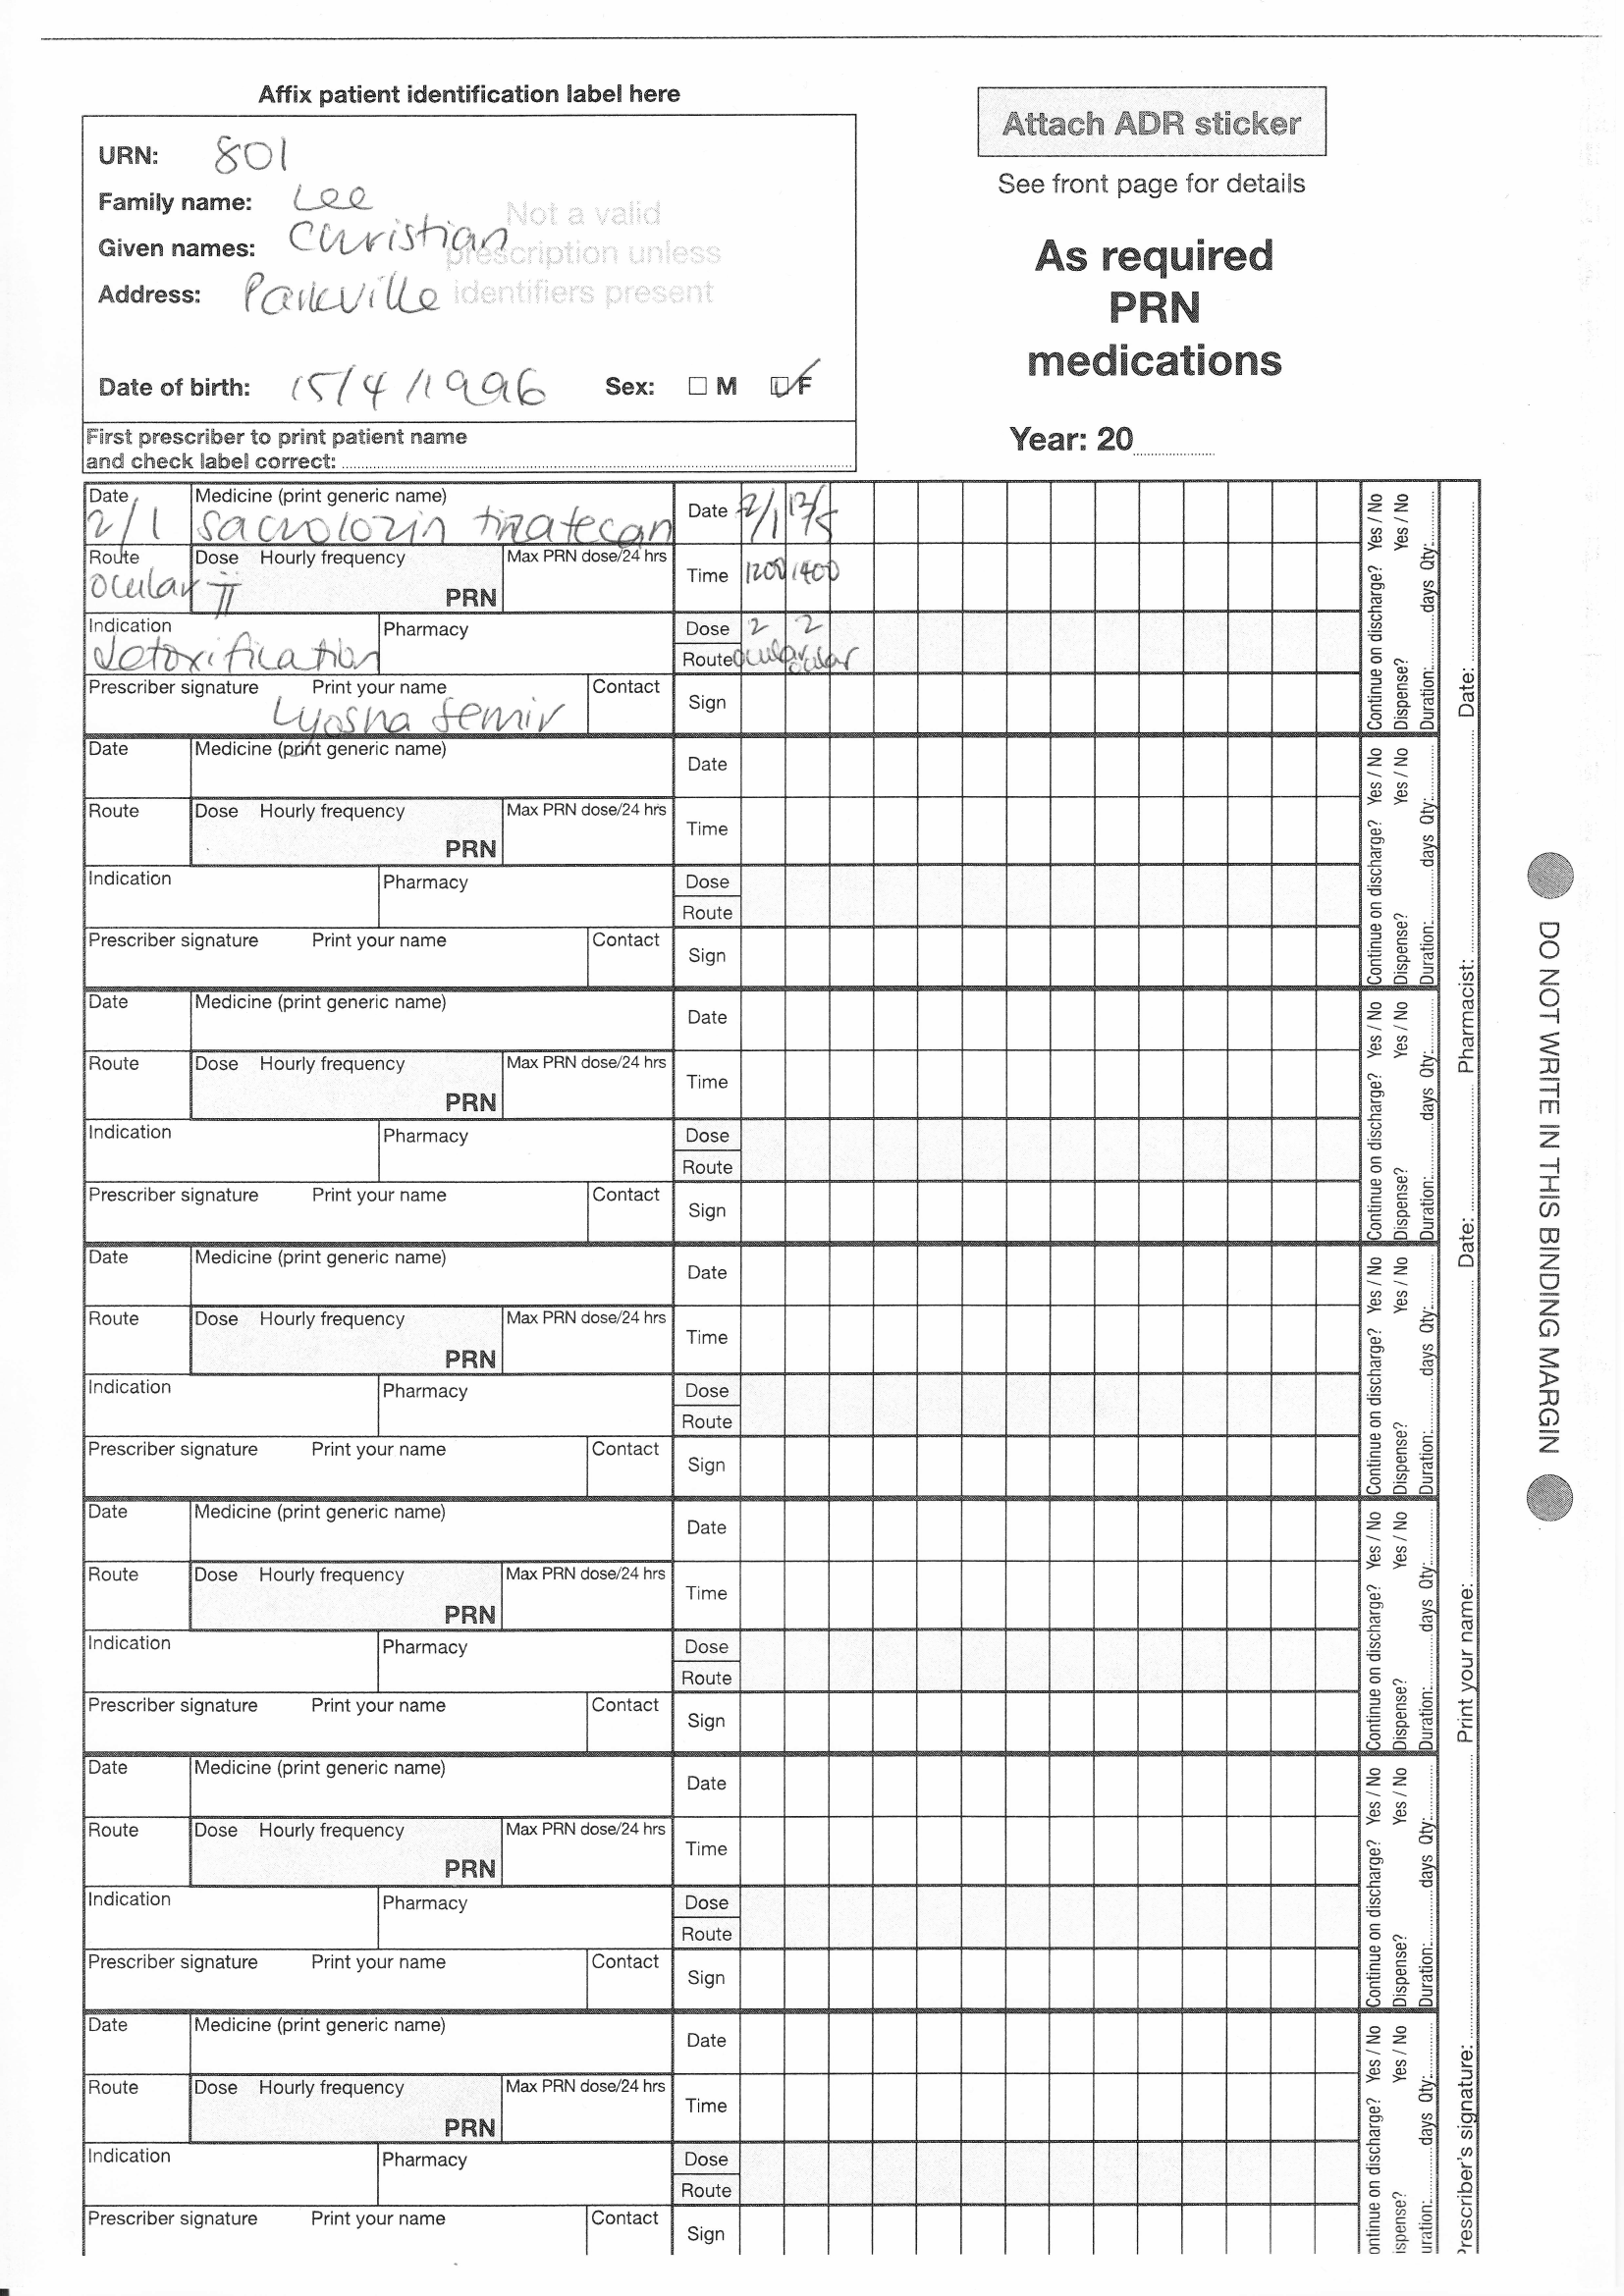 Affix patient identification label here
URN: 801
Family name: Lee
Given names: Christian
Address: Parkville
Not a valid
prescription unless
identifiers present
Date of birth: 15/4/1996 Sex: M F
First prescriber to print patient name
and check label correct:
Attach ADR sticker
See front page for details
As required
PRN
medications
Year: 20
Date 2/1 Medicine (print generic name) sacrolozin tiratecan
Route ocular Dose II Hourly frequency PRN Max PRN dose/24 hrs
Indication detoxification Pharmacy
Prescriber signature Print your name Lyosha Semir Contact
Date 2/1
Time 1200 1400
Dose 2 2
Route ocular ocular
Sign
Continue on discharge? Yes / No
Dispense? Yes / No
Duration: days Qty:
Date Medicine (print generic name)
Route Dose Hourly frequency PRN Max PRN dose/24 hrs
Indication Pharmacy
Prescriber signature Print your name Contact
Date
Time
Dose
Route
Sign
Continue on discharge? Yes / No
Dispense? Yes / No
Duration: days Qty:
Date Medicine (print generic name)
Route Dose Hourly frequency PRN Max PRN dose/24 hrs
Indication Pharmacy
Prescriber signature Print your name Contact
Date
Time
Dose
Route
Sign
Continue on discharge? Yes / No
Dispense? Yes / No
Duration: days Qty:
Date Medicine (print generic name)
Route Dose Hourly frequency PRN Max PRN dose/24 hrs
Indication Pharmacy
Prescriber signature Print your name Contact
Date
Time
Dose
Route
Sign
Continue on discharge? Yes / No
Dispense? Yes / No
Duration: days Qty:
Date Medicine (print generic name)
Route Dose Hourly frequency PRN Max PRN dose/24 hrs
Indication Pharmacy
Prescriber signature Print your name Contact
Date
Time
Dose
Route
Sign
Continue on discharge? Yes / No
Dispense? Yes / No
Duration: days Qty:
Date Medicine (print generic name)
Route Dose Hourly frequency PRN Max PRN dose/24 hrs
Indication Pharmacy
Prescriber signature Print your name Contact
Date
Time
Dose
Route
Sign
Continue on discharge? Yes / No
Dispense? Yes / No
Duration: days Qty:
Date Medicine (print generic name)
Route Dose Hourly frequency PRN Max PRN dose/24 hrs
Indication Pharmacy
Prescriber signature Print your name Contact
Date
Time
Dose
Route
Sign
ontinue on discharge? Yes / No
ispense? Yes / No
uration: days Qty:
rescriber's signature: Print your name: Date: Pharmacist: Date:
DO NOT WRITE IN THIS BINDING MARGIN